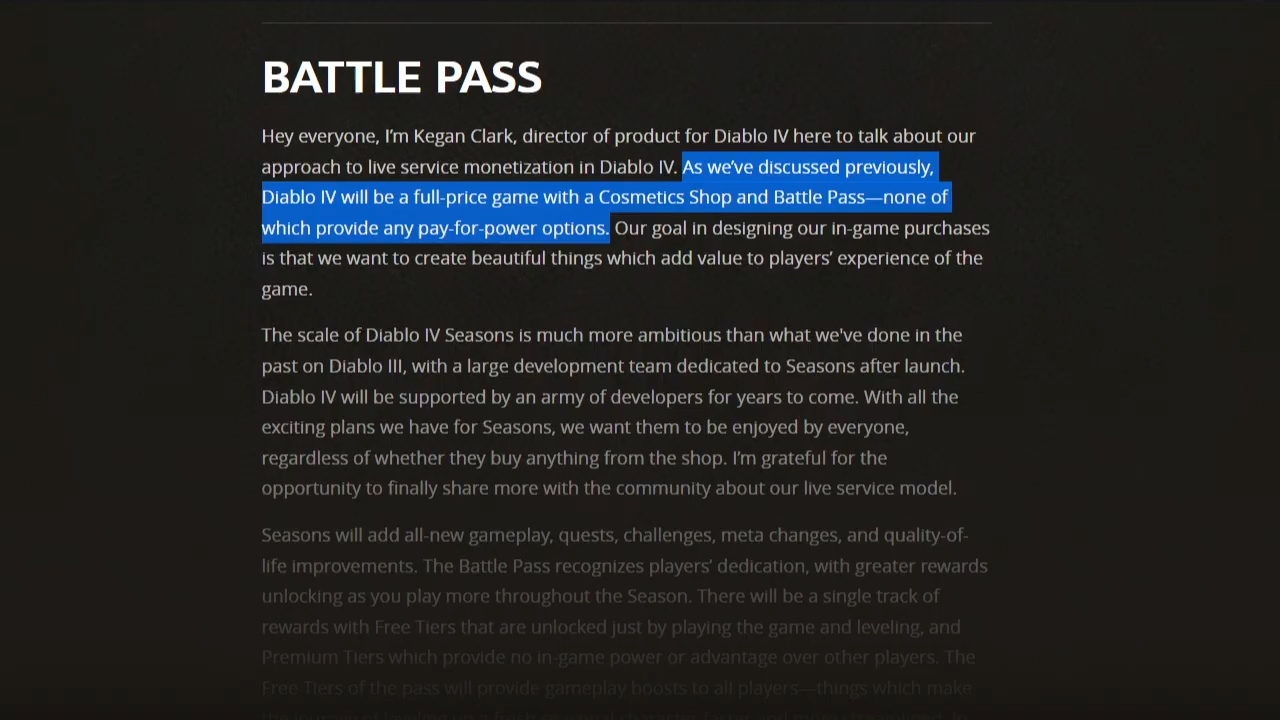 BATTLE PASS
Hey everyone, I’m Kegan Clark, director of product for Diablo IV here to talk about our
approach to live service monetization in Diablo IV. As we’ve discussed previously,
Diablo IV will be a full-price game with a Cosmetics Shop and Battle Pass—none of
which provide any pay-for-power options. Our goal in designing our in-game purchases
is that we want to create beautiful things which add value to players’ experience of the
game.
The scale of Diablo IV Seasons is much more ambitious than what we've done in the
past on Diablo III, with a large development team dedicated to Seasons after launch.
Diablo IV will be supported by an army of developers for years to come. With all the
exciting plans we have for Seasons, we want them to be enjoyed by everyone,
regardless of whether they buy anything from the shop. I’m grateful for the
opportunity to finally share more with the community about our live service model.
Seasons will add all-new gameplay, quests, challenges, meta changes, and quality-of-
life improvements. The Battle Pass recognizes players’ dedication, with greater rewards
unlocking as you play more throughout the Season. There will be a single track of
rewards with Free Tiers that are unlocked just by playing the game and leveling, and
Premium Tiers which provide no in-game power or advantage over other players. The
Free Tiers of the pass will provide gameplay boosts to all players—things which make